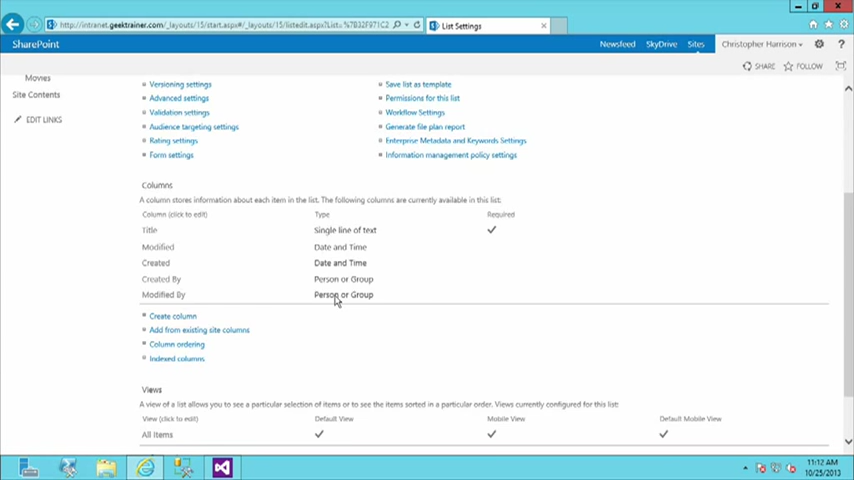 http://intranet.geektrainer.com/_layouts/15/start.aspx#/_layouts/15/listedit.aspx?List=%7B32F971C2
List Settings
SharePoint
Newsfeed SkyDrive Sites Christopher Harrison ?
SHARE FOLLOW
Movies
Site Contents
EDIT LINKS
Versioning settings Save list as template
Advanced settings Permissions for this list
Validation settings Workflow Settings
Audience targeting settings Generate file plan report
Rating settings Enterprise Metadata and Keywords Settings
Form settings Information management policy settings
Columns
A column stores information about each item in the list. The following columns are currently available in this list:
Column (click to edit) Type Required
Title Single line of text
Modified Date and Time
Created Date and Time
Created By Person or Group
Modified By Person or Group
Create column
Add from existing site columns
Column ordering
Indexed columns
Views
A view of a list allows you to see a particular selection of items or to see the items sorted in a particular order. Views currently configured for this list:
View (click to edit) Default View Mobile View Default Mobile View
All Items
11:12 AM
10/25/2013